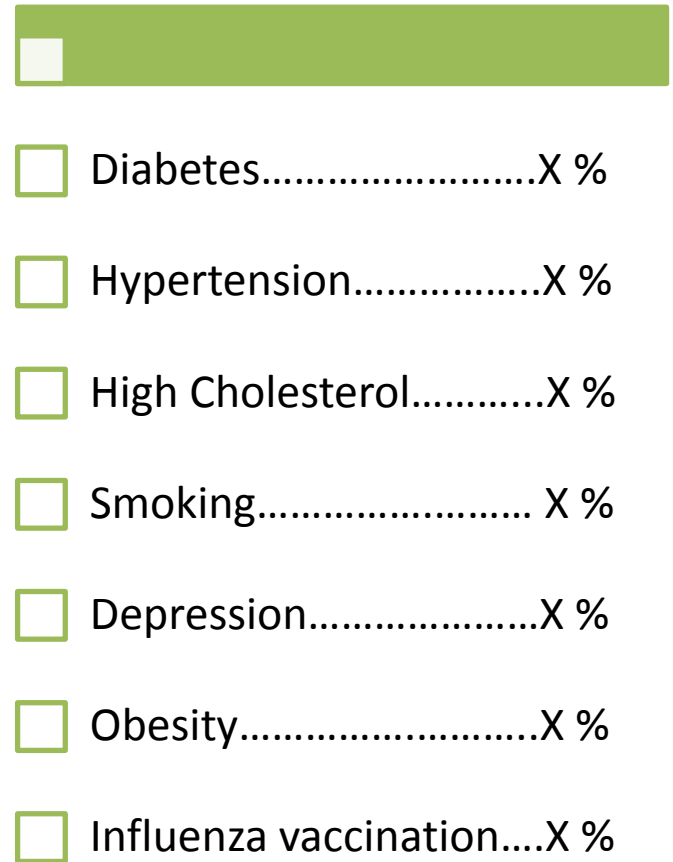 Diabetes…………………….X %
Hypertension……………..X %
High Cholesterol………...X %
Smoking…………….……… X %
Depression…………………X %
Obesity…………….………..X %
Influenza vaccination….X %